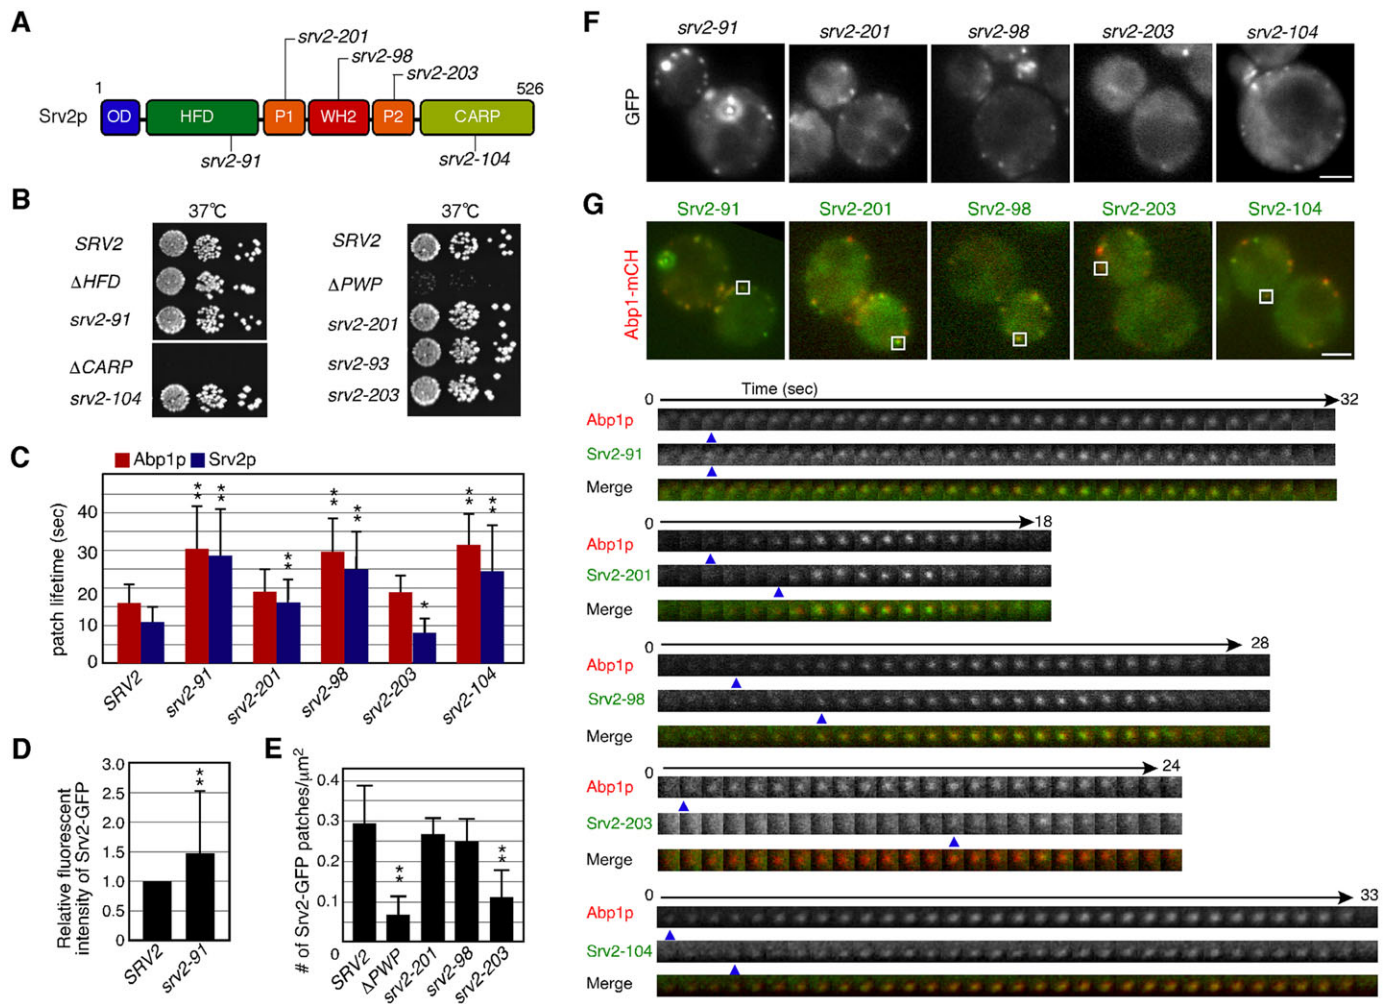 A
srv2-201
srv2-98
srv2-203
1
526
Srv2p
OD
HFD
P1
WH2
P2
CARP
srv2-91
srv2-104
B
37℃
SRV2
ΔHFD
srv2-91
ΔCARP
srv2-104
37℃
SRV2
ΔPWP
srv2-201
srv2-93
srv2-203
C
Abp1p
Srv2p
patch lifetime (sec)
40
30
20
10
0
** ** ** ** ** * ** **
SRV2
srv2-91
srv2-201
srv2-98
srv2-203
srv2-104
D
Relative fluorescent
intensity of Srv2-GFP
3.0
2.5
2.0
1.5
1.0
0.5
0
**
SRV2
srv2-91
E
# of Srv2-GFP patches/μm²
0.4
0.3
0.2
0.1
0
** **
SRV2
ΔPWP
srv2-201
srv2-98
srv2-203
F
srv2-91
srv2-201
srv2-98
srv2-203
srv2-104
GFP
G
Srv2-91
Srv2-201
Srv2-98
Srv2-203
Srv2-104
Abp1-mCH
0
Time (sec)
32
Abp1p
Srv2-91
Merge
0
18
Abp1p
Srv2-201
Merge
0
28
Abp1p
Srv2-98
Merge
0
24
Abp1p
Srv2-203
Merge
0
33
Abp1p
Srv2-104
Merge